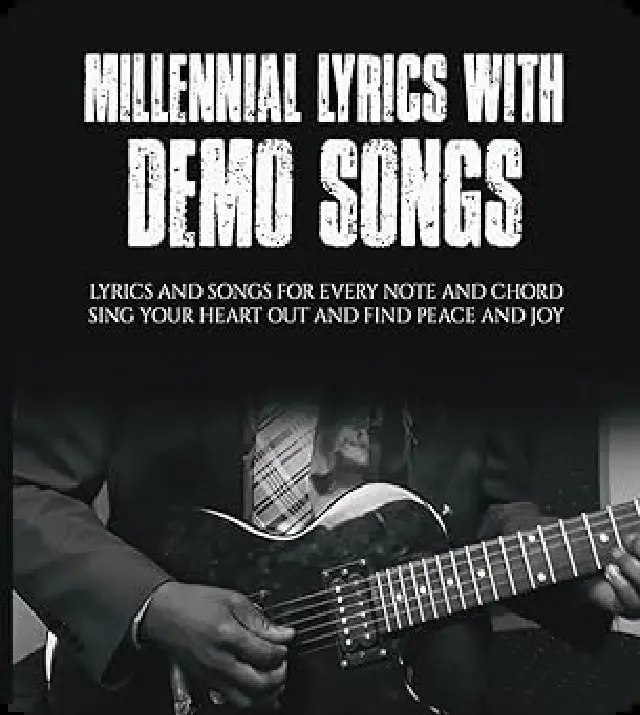 MILLENNIAL LYRICS WITH
DEMO SONGS
LYRICS AND SONGS FOR EVERY NOTE AND CHORD
SING YOUR HEART OUT AND FIND PEACE AND JOY